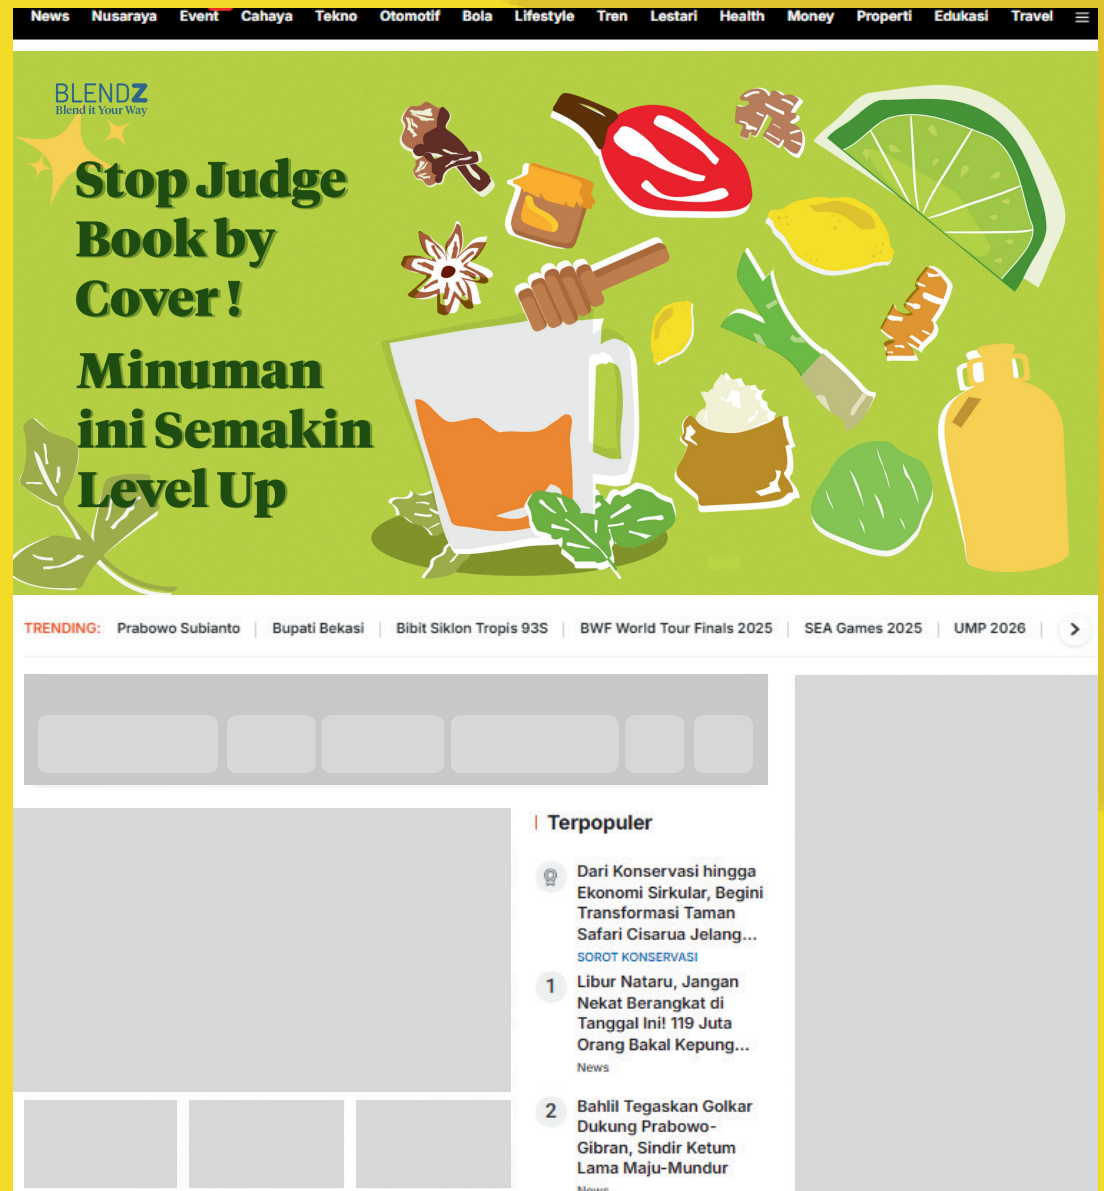 News Nusaraya Event Cahaya Tekno Otomotif Bola Lifestyle Tren Lestari Health Money Properti Edukasi Travel
BLENDZ
Blend it Your Way
Stop Judge
Book by
Cover !
Minuman
ini Semakin
Level Up
TRENDING: Prabowo Subianto | Bupati Bekasi | Bibit Siklon Tropis 93S | BWF World Tour Finals 2025 | SEA Games 2025 | UMP 2026 |
Terpopuler
Dari Konservasi hingga
Ekonomi Sirkular, Begini
Transformasi Taman
Safari Cisarua Jelang...
SOROT KONSERVASI
1
Libur Nataru, Jangan
Nekat Berangkat di
Tanggal Ini! 119 Juta
Orang Bakal Kepung...
News
2
Bahlil Tegaskan Golkar
Dukung Prabowo-
Gibran, Sindir Ketum
Lama Maju-Mundur
News